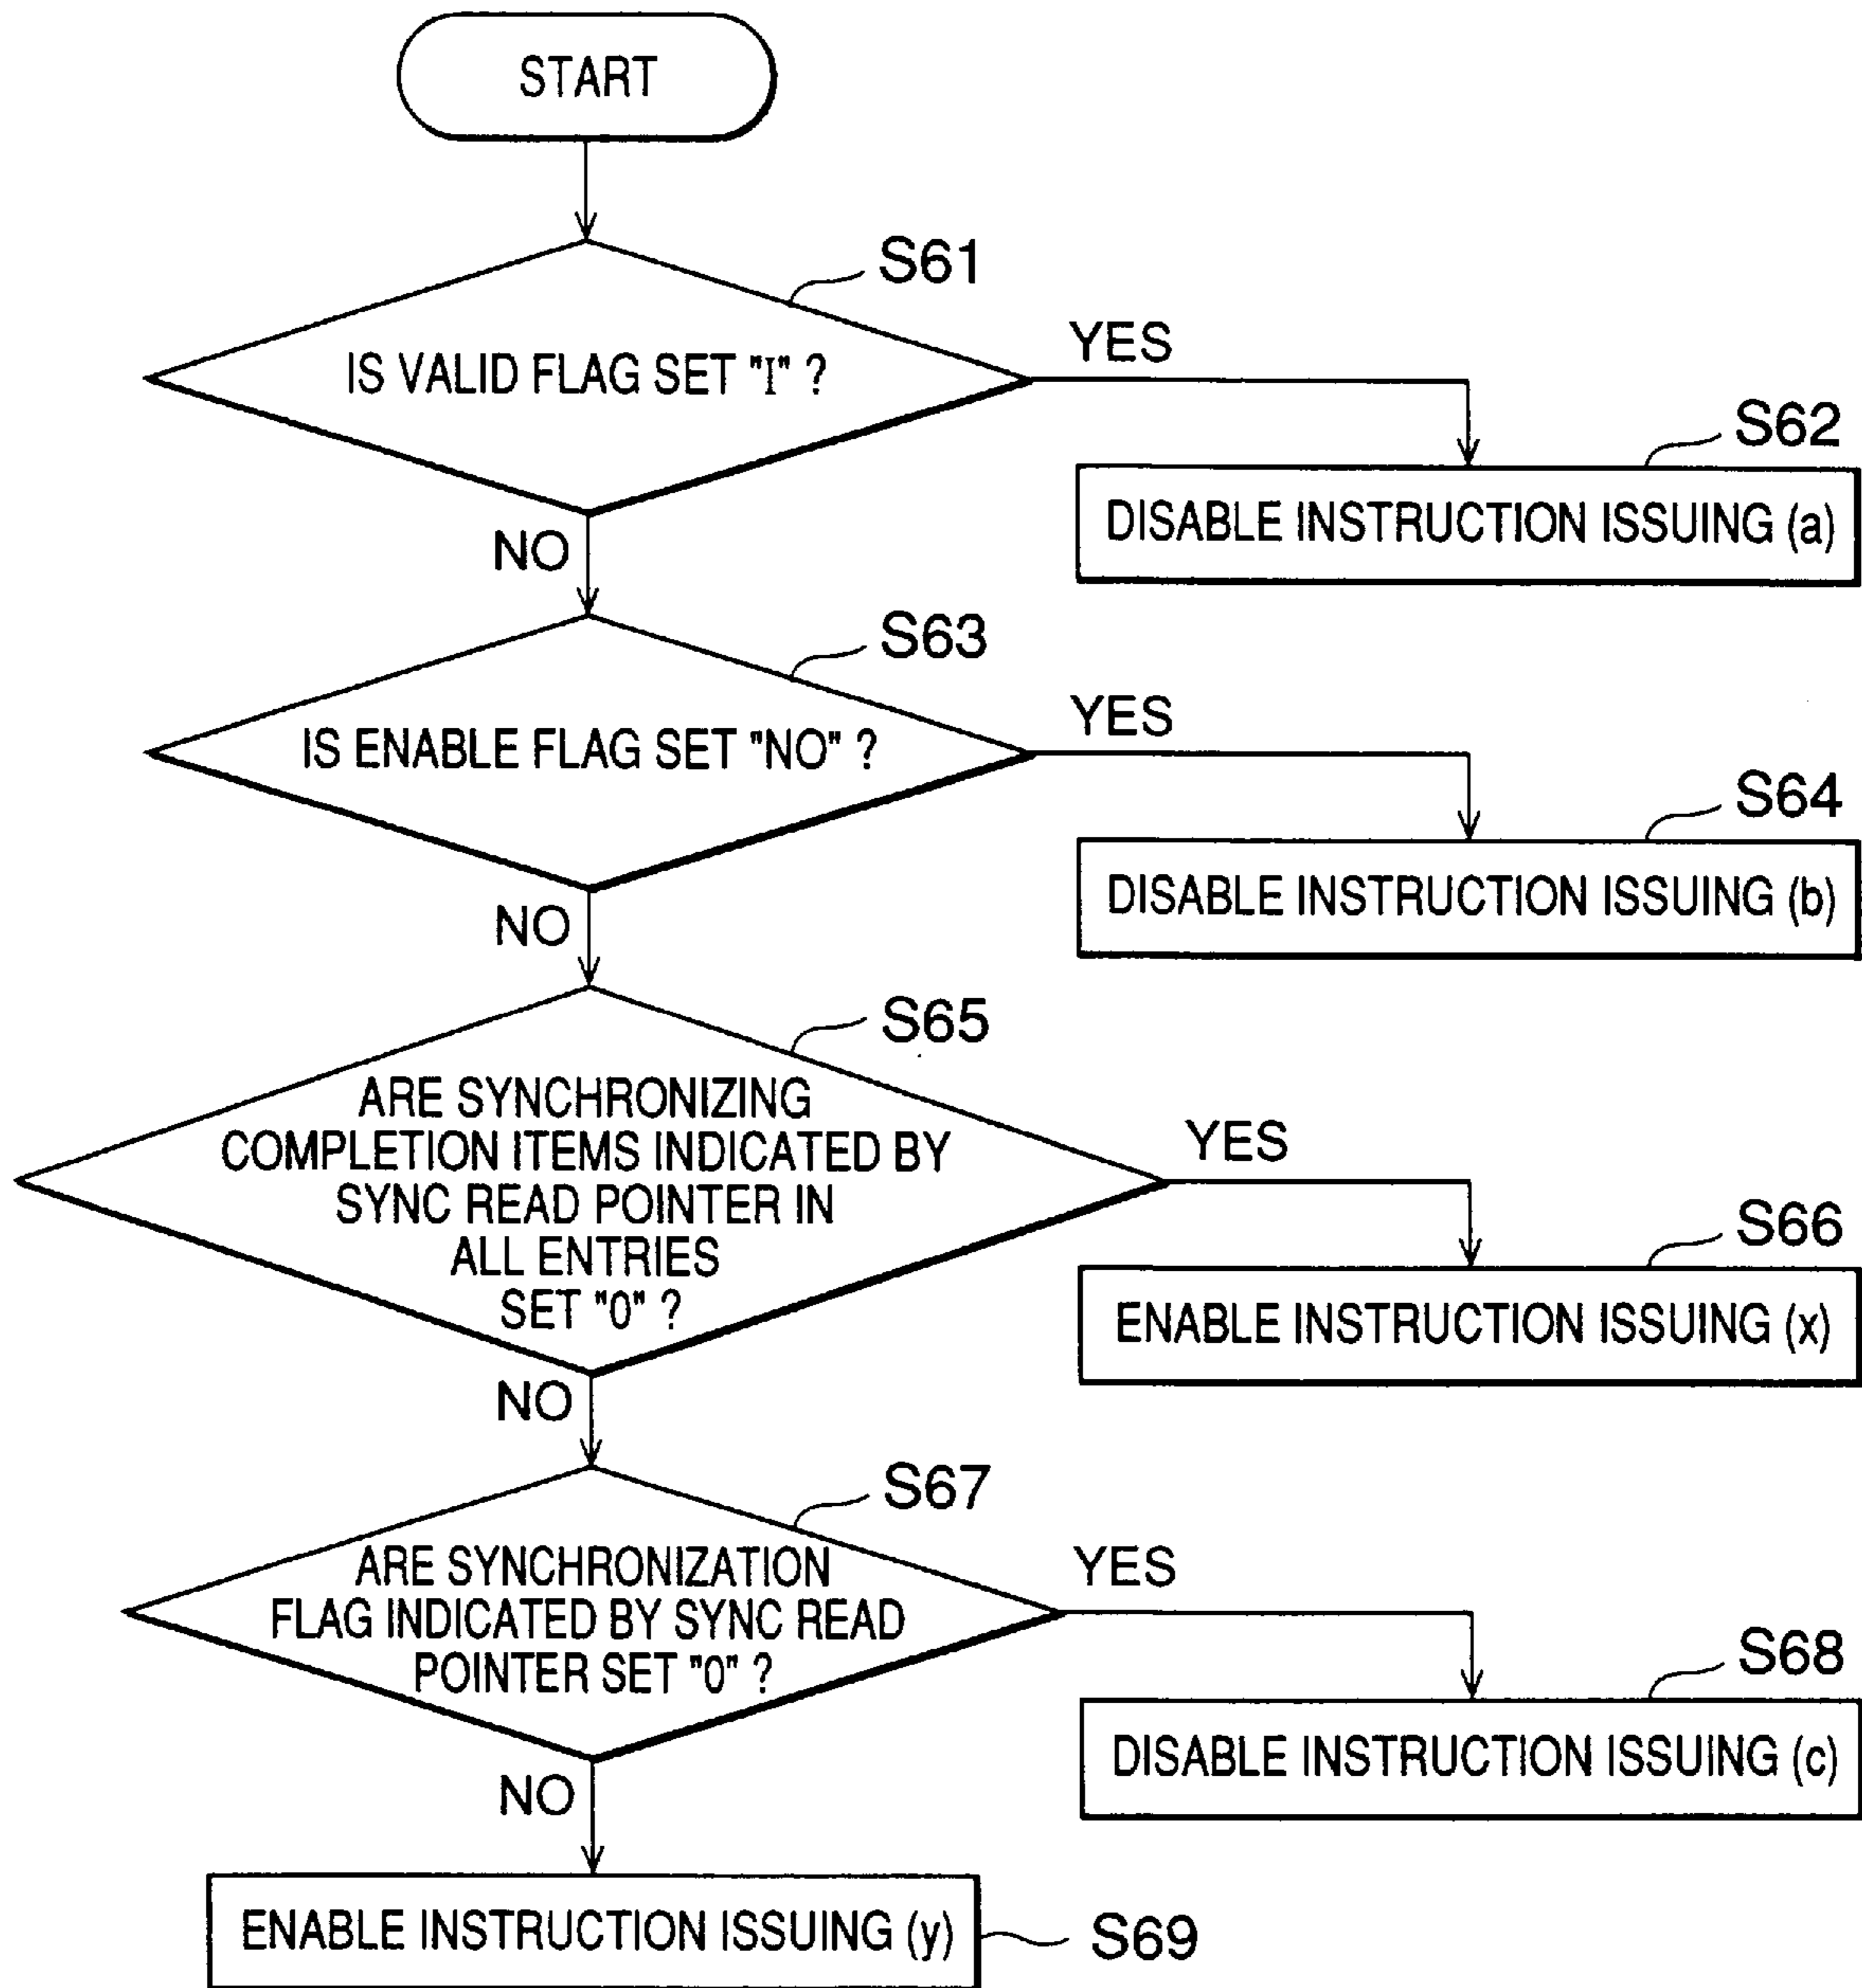 START
S61
IS VALID FLAG SET "I" ?
YES
S62
DISABLE INSTRUCTION ISSUING (a)
NO
S63
IS ENABLE FLAG SET "NO" ?
YES
S64
DISABLE INSTRUCTION ISSUING (b)
NO
S65
ARE SYNCHRONIZING
COMPLETION ITEMS INDICATED BY
SYNC READ POINTER IN
ALL ENTRIES
SET "0" ?
YES
S66
ENABLE INSTRUCTION ISSUING (x)
NO
S67
ARE SYNCHRONIZATION
FLAG INDICATED BY SYNC READ
POINTER SET "0" ?
YES
S68
DISABLE INSTRUCTION ISSUING (c)
NO
ENABLE INSTRUCTION ISSUING (y)
S69